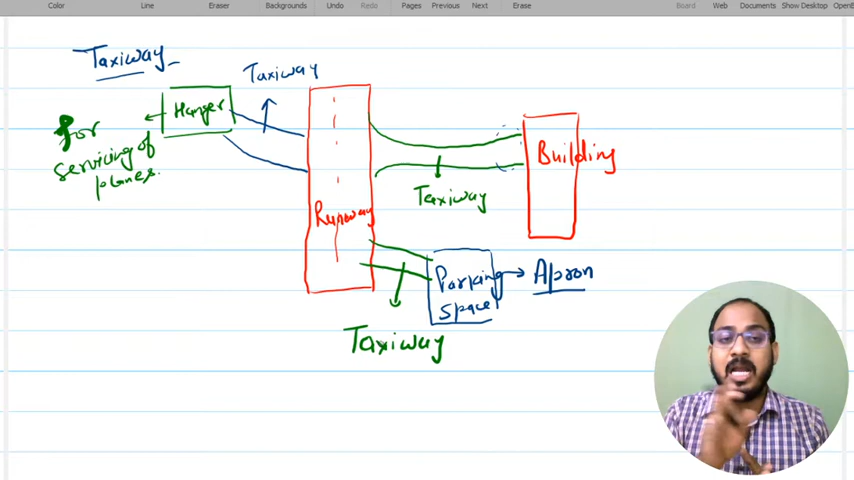 Color Line Eraser Backgrounds Undo Redo Pages Previous Next Erase Board Web Documents Show Desktop
Taxiway
Taxiway
Hanger
for
servicing of
planes.
Building
Taxiway
Runway
Parking
space
Apron
Taxiway